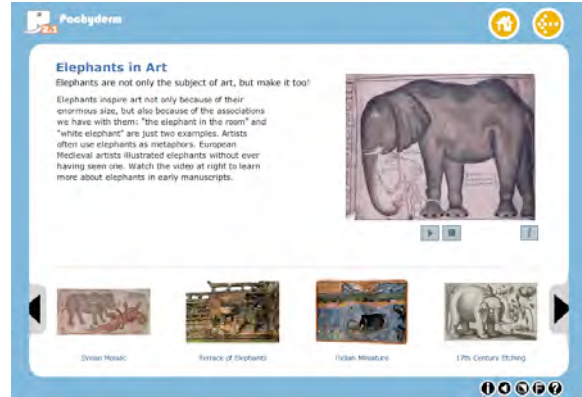 Pachyderm
2.1
Elephants in Art
Elephants are not only the subject of art, but make it too!
Elephants inspire art not only because of their
enormous size, but also because of the associations
we have with them: "the elephant in the room" and
"white elephant" are just two examples. Artists
often use elephants as metaphors. European
Medieval artists illustrated elephants without ever
having seen one. Watch the video at right to learn
more about elephants in early manuscripts.
Mosaic
Terrace of Elephants
Indian Miniature
17th Century Etching